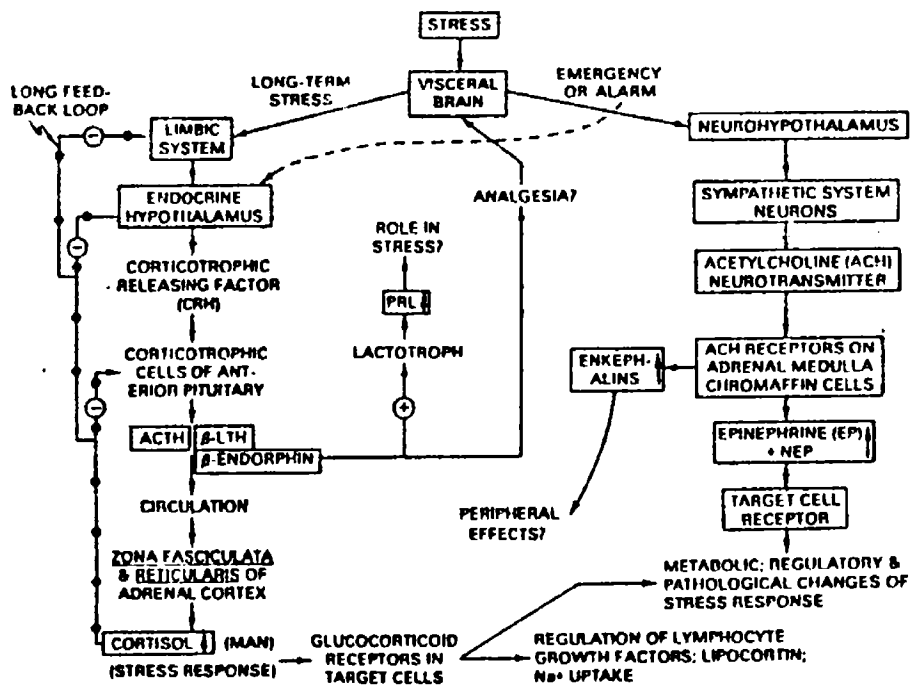 STRESS
VISCERAL
BRAIN
LONG-TERM
STRESS
EMERGENCY
OR ALARM
LONG FEED-
BACK LOOP
LIMBIC
SYSTEM
ENDOCRINE
HYPOTHALAMUS
CORTICOTROPHIC
RELEASING FACTOR
(CRH)
CORTICOTROPHIC
CELLS OF ANT-
ERIOR PITUITARY
ACTH
β-LTH
β-ENDORPHIN
CIRCULATION
ZONA FASCICULATA
& RETICULARIS OF
ADRENAL CORTEX
CORTISOL (MAN)
(STRESS RESPONSE)
ROLE IN
STRESS?
PRL
LACTOTROPH
+
ANALGESIA?
NEUROHYPOTHALAMUS
SYMPATHETIC SYSTEM
NEURONS
ACETYLCHOLINE (ACH)
NEUROTRANSMITTER
ACH RECEPTORS ON
ADRENAL MEDULLA
CHROMAFFIN CELLS
ENKEPH-
ALINS
PERIPHERAL
EFFECTS?
EPINEPHRINE (EP)
+ NEP
TARGET CELL
RECEPTOR
METABOLIC; REGULATORY &
PATHOLOGICAL CHANGES OF
STRESS RESPONSE
GLUCOCORTICOID
RECEPTORS IN
TARGET CELLS
REGULATION OF LYMPHOCYTE
GROWTH FACTORS; LIPOCORTIN;
Na+ UPTAKE